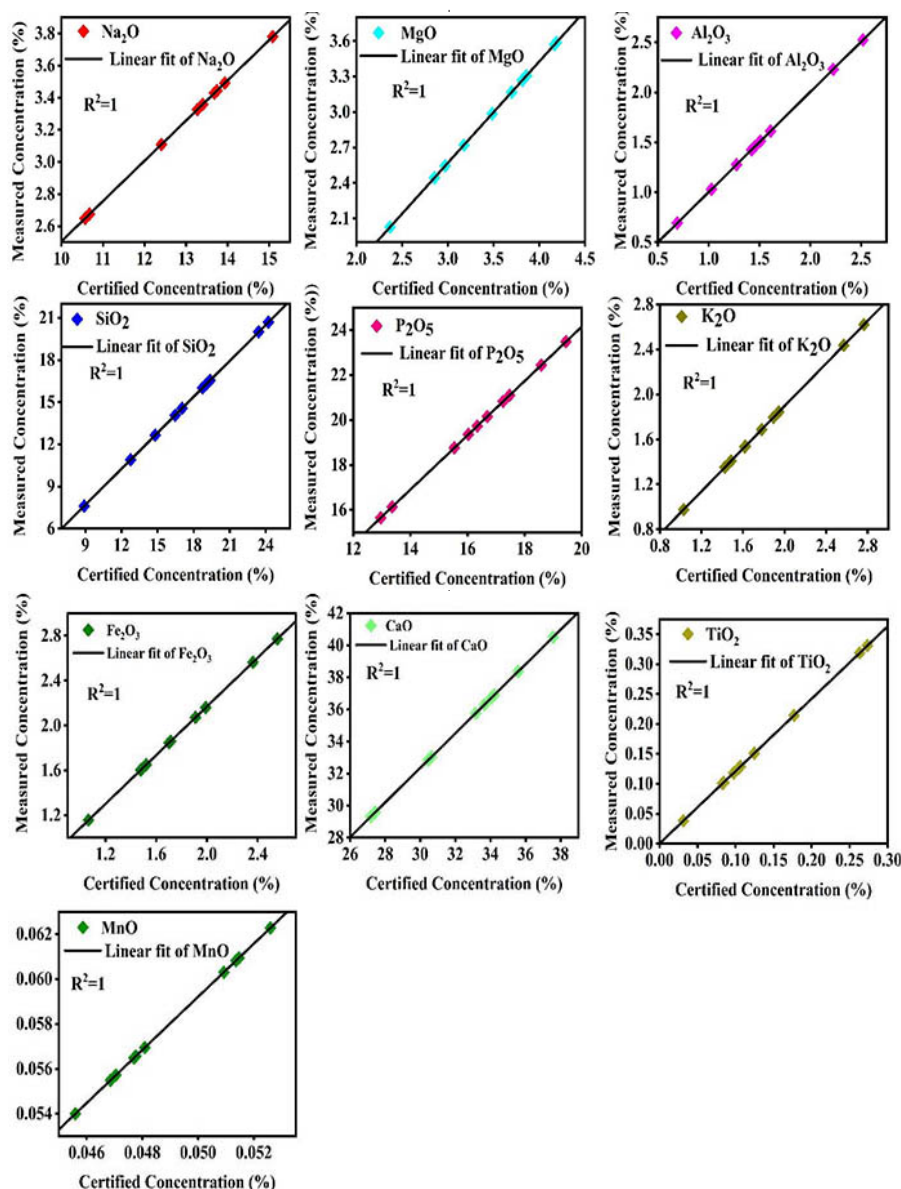 Na₂O
Linear fit of Na₂O
R²=1
Measured Concentration (%)
3.8
3.6
3.4
3.2
3.0
2.8
2.6
10 11 12 13 14 15
Certified Concentration (%)
MgO
Linear fit of MgO
R²=1
Measured Concentration (%)
3.6
3.3
3.0
2.7
2.4
2.1
2.0 2.5 3.0 3.5 4.0 4.5
Certified Concentration (%)
Al₂O₃
Linear fit of Al₂O₃
R²=1
Measured Concentration (%)
2.5
2.0
1.5
1.0
0.5
0.5 1.0 1.5 2.0 2.5
Certified Concentration (%)
SiO₂
Linear fit of SiO₂
R²=1
Measured Concentration (%)
21
18
15
12
9
6
9 12 15 18 21 24
Certified Concentration (%)
P₂O₅
Linear fit of P₂O₅
R²=1
Measured Concentration (%))
24
22
20
18
16
12 14 16 18 20
Certified Concentration (%)
K₂O
Linear fit of K₂O
R²=1
Measured Concentration (%)
2.8
2.4
2.0
1.6
1.2
0.8
0.8 1.2 1.6 2.0 2.4 2.8
Certified Concentration (%)
Fe₂O₃
Linear fit of Fe₂O₃
R²=1
Measured Concentration (%)
2.8
2.4
2.0
1.6
1.2
1.2 1.6 2.0 2.4
Certified Concentration (%)
CaO
Linear fit of CaO
R²=1
Measured Concentration (%)
42
40
38
36
34
32
30
28
26 28 30 32 34 36 38
Certified Concentration (%)
TiO₂
Linear fit of TiO₂
R²=1
Measured Concentration (%)
0.35
0.30
0.25
0.20
0.15
0.10
0.05
0.00
0.00 0.05 0.10 0.15 0.20 0.25 0.30
Certified Concentration (%)
MnO
Linear fit of MnO
R²=1
Measured Concentration (%)
0.062
0.060
0.058
0.056
0.054
0.046 0.048 0.050 0.052
Certified Concentration (%)